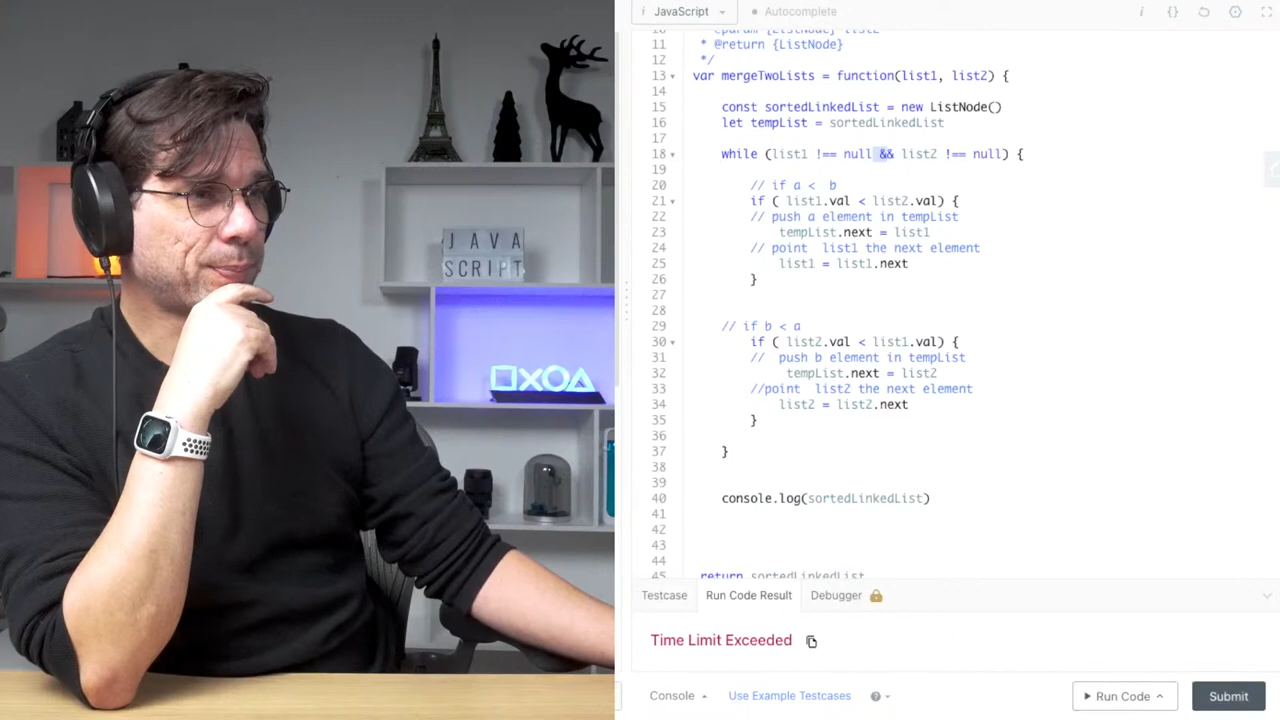 JavaScript
Autocomplete
10
11 * @return {ListNode}
12 */
13 var mergeTwoLists = function(list1, list2) {
14
15 const sortedLinkedList = new ListNode()
16 let tempList = sortedLinkedList
17
18 while (list1 !== null && list2 !== null) {
19
20 // if a < b
21 if ( list1.val < list2.val) {
22 // push a element in tempList
23 tempList.next = list1
24 // point list1 the next element
25 list1 = list1.next
26 }
27
28
29 // if b < a
30 if ( list2.val < list1.val) {
31 // push b element in tempList
32 tempList.next = list2
33 //point list2 the next element
34 list2 = list2.next
35 }
36
37 }
38
39
40 console.log(sortedLinkedList)
41
42
43
44
45 return sortedLinkedList
Testcase
Run Code Result
Debugger
Time Limit Exceeded
Console
Use Example Testcases
Run Code
Submit
JAVA
SCRIPT